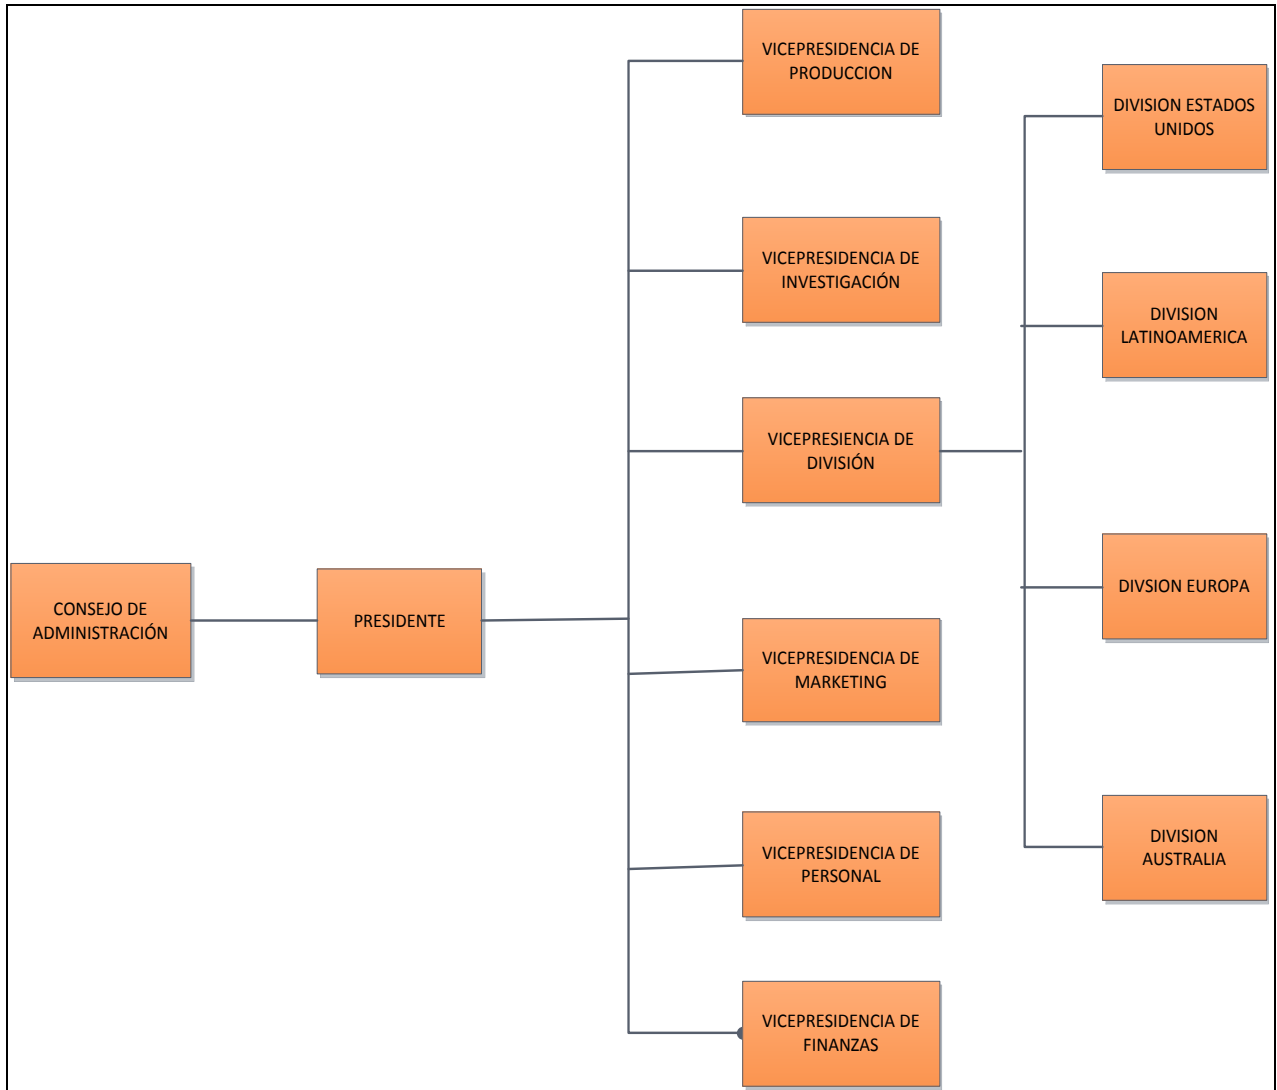 CONSEJO DE
ADMINISTRACIÓN
PRESIDENTE
VICEPRESIDENCIA DE
PRODUCCION
VICEPRESIDENCIA DE
INVESTIGACIÓN
VICEPRESIENCIA DE
DIVISIÓN
VICEPRESIDENCIA DE
MARKETING
VICEPRESIDENCIA DE
PERSONAL
VICEPRESIDENCIA DE
FINANZAS
DIVISION ESTADOS
UNIDOS
DIVISION
LATINOAMERICA
DIVSION EUROPA
DIVISION
AUSTRALIA